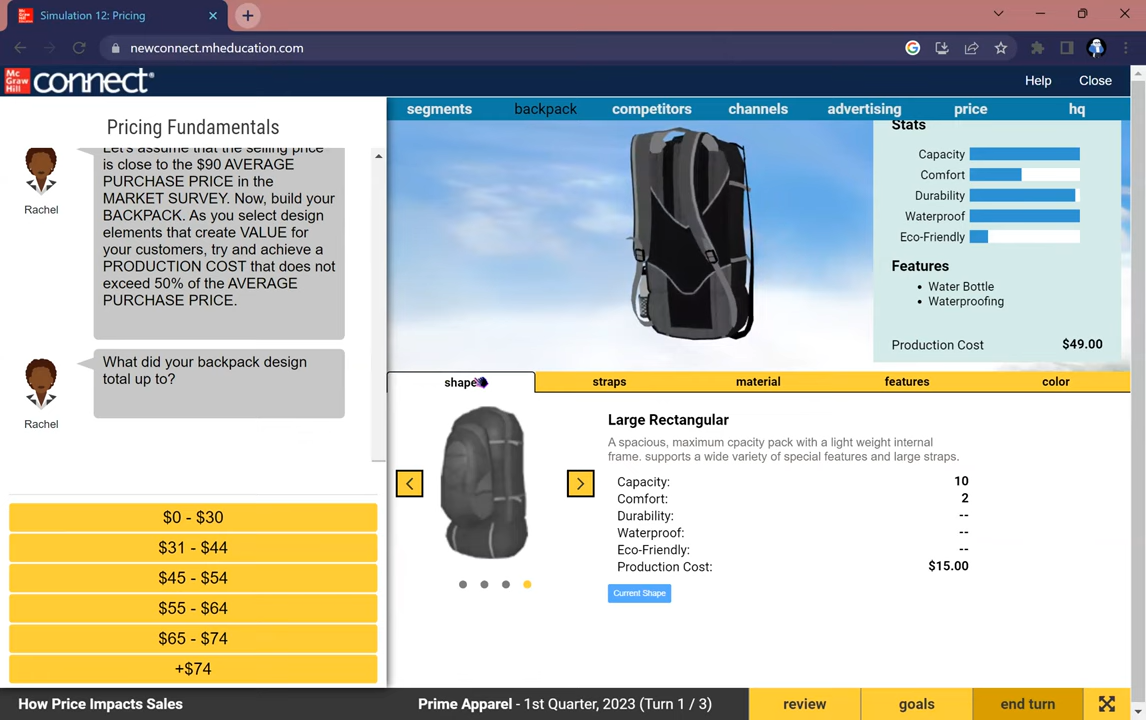 Simulation 12: Pricing
newconnect.mheducation.com
Mc
Graw
Hill
connect®
Help
Close
segments
backpack
competitors
channels
advertising
price
hq
Pricing Fundamentals
Let's assume that the selling price
is close to the $90 AVERAGE
PURCHASE PRICE in the
MARKET SURVEY. Now, build your
BACKPACK. As you select design
elements that create VALUE for
your customers, try and achieve a
PRODUCTION COST that does not
exceed 50% of the AVERAGE
PURCHASE PRICE.
Rachel
What did your backpack design
total up to?
Rachel
$0 - $30
$31 - $44
$45 - $54
$55 - $64
$65 - $74
+$74
Stats
Capacity
Comfort
Durability
Waterproof
Eco-Friendly
Features
• Water Bottle
• Waterproofing
Production Cost $49.00
shape
straps
material
features
color
Large Rectangular
A spacious, maximum cpacity pack with a light weight internal
frame. supports a wide variety of special features and large straps.
Capacity: 10
Comfort: 2
Durability: --
Waterproof: --
Eco-Friendly: --
Production Cost: $15.00
Current Shape
How Price Impacts Sales
Prime Apparel - 1st Quarter, 2023 (Turn 1 / 3)
review
goals
end turn